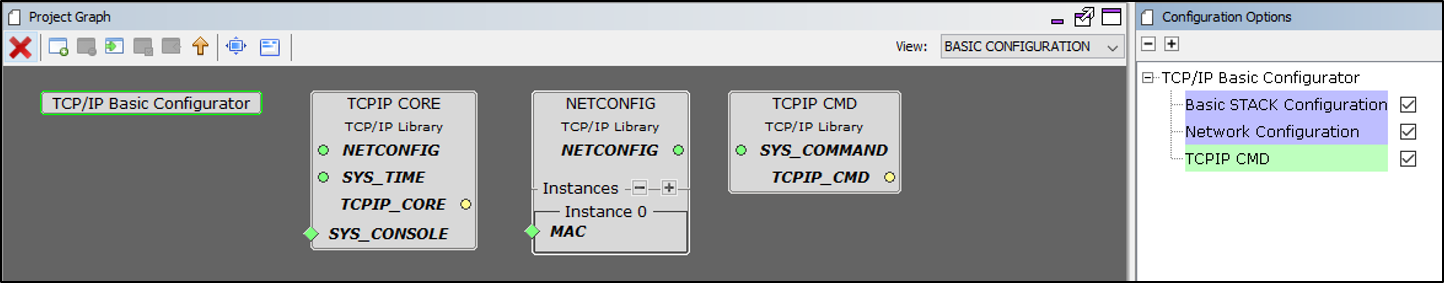 Project Graph
View: BASIC CONFIGURATION
TCP/IP Basic Configurator
TCPIP CORE
TCP/IP Library
NETCONFIG
SYS_TIME
TCPIP_CORE
SYS_CONSOLE
NETCONFIG
TCP/IP Library
NETCONFIG
Instances
Instance 0
MAC
TCPIP CMD
TCP/IP Library
SYS_COMMAND
TCPIP_CMD
Configuration Options
TCP/IP Basic Configurator
Basic STACK Configuration
Network Configuration
TCPIP CMD